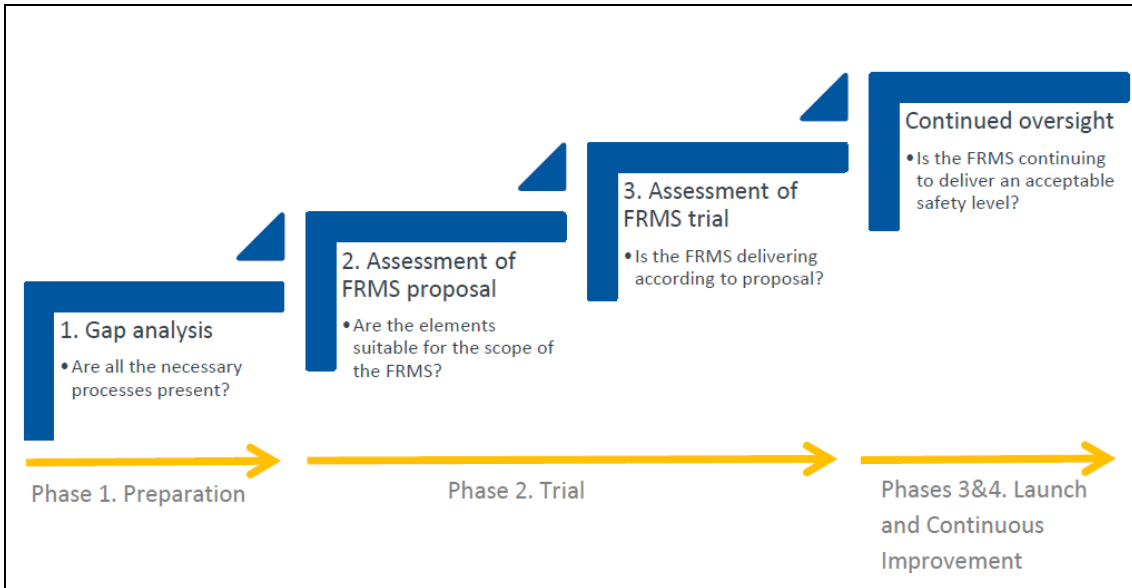 1. Gap analysis
•Are all the necessary
processes present?
2. Assessment of
FRMS proposal
•Are the elements
suitable for the scope of
the FRMS?
3. Assessment of
FRMS trial
•Is the FRMS delivering
according to proposal?
Continued oversight
•Is the FRMS continuing
to deliver an acceptable
safety level?
Phase 1. Preparation
Phase 2. Trial
Phases 3&4. Launch
and Continuous
Improvement